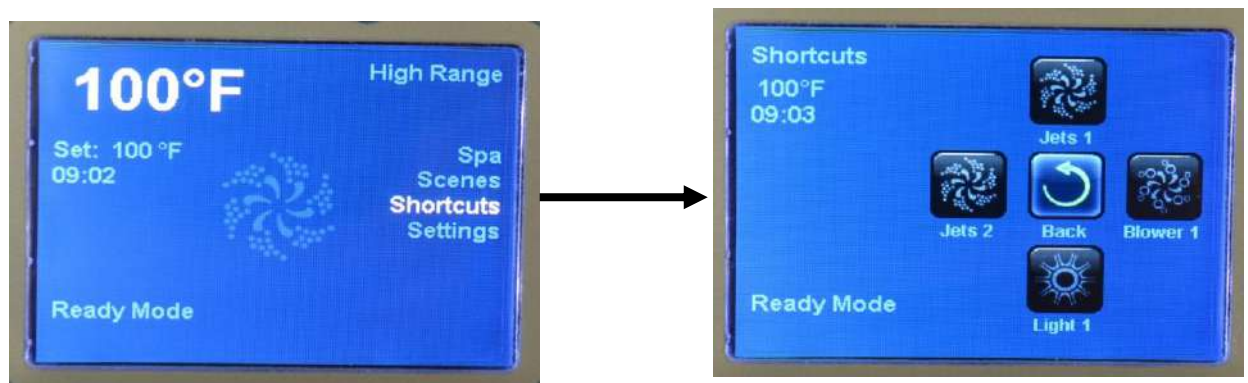 100°F
High Range
Set: 100 °F
09:02
Spa
Scenes
Shortcuts
Settings
Ready Mode
Shortcuts
100°F
09:03
Jets 1
Jets 2
Back
Blower 1
Ready Mode
Light 1